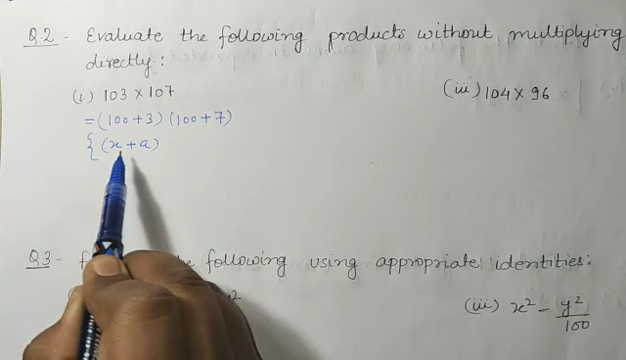 Q.2 - Evaluate the following products without multiplying
directly:
(i) 103 × 107
(iii) 104 × 96
= (100 + 3) (100 + 7)
{ (x + a)
Q.3 - following using appropriate identities:
(iii) x² - y²/100